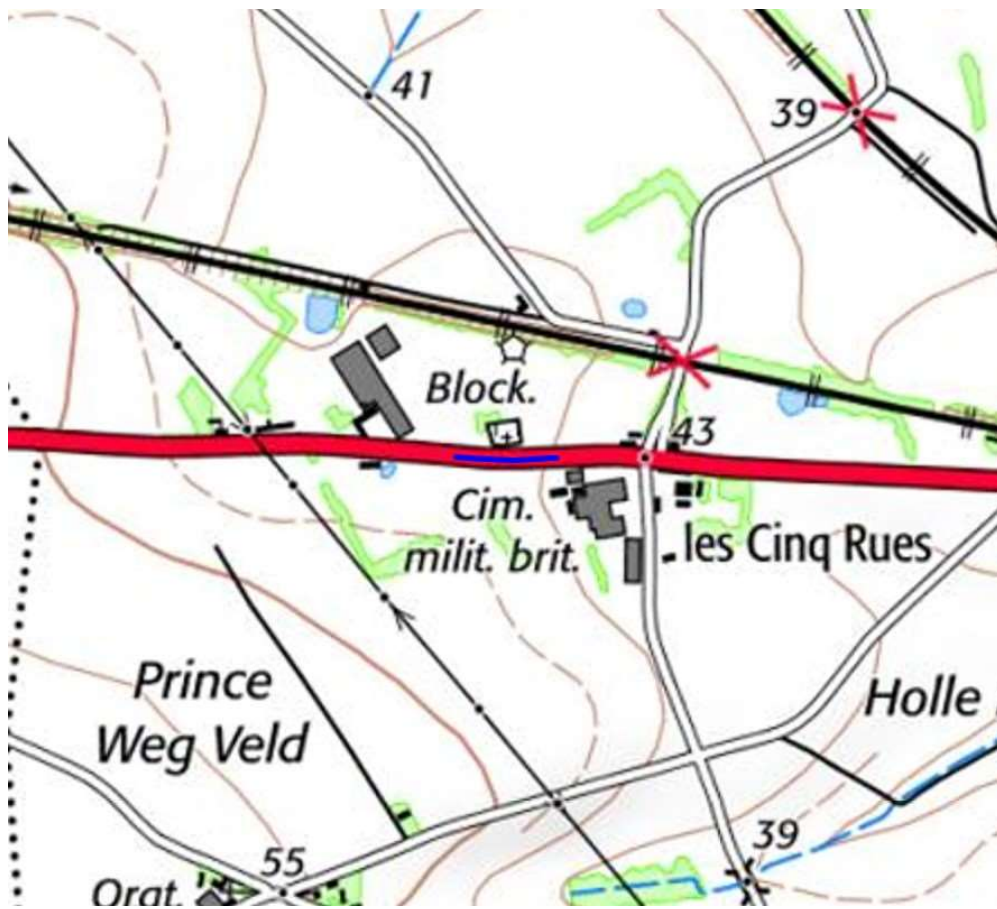 41
39
Block.
43
Cim.
milit. brit.
les Cinq Rues
Prince
Weg Veld
Holle
39
55
Orat.